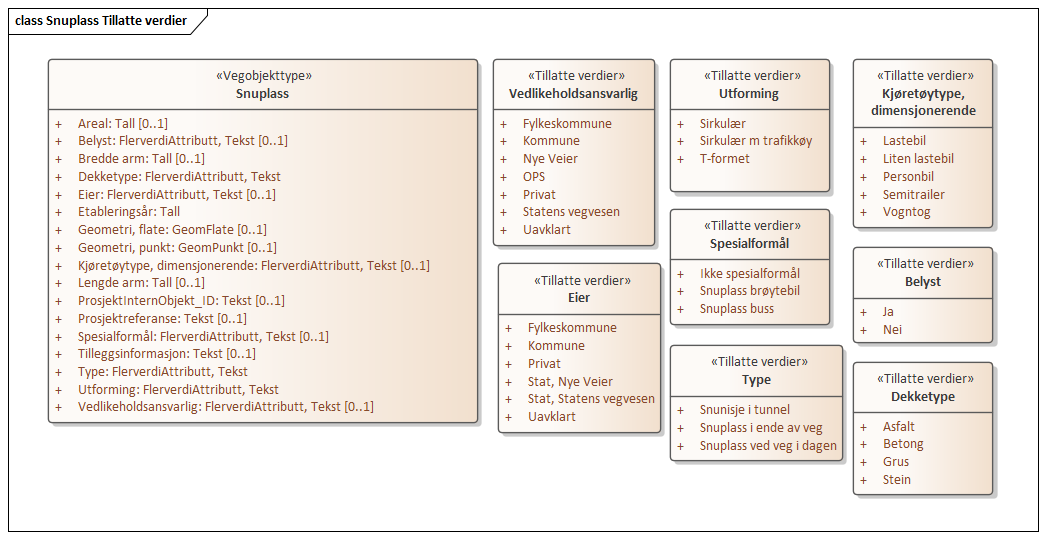 class Snuplass Tillatte verdier
«Vegobjekttype»
Snuplass
+ Areal: Tall [0..1]
+ Belyst: FlerverdiAttributt, Tekst [0..1]
+ Bredde arm: Tall [0..1]
+ Dekketype: FlerverdiAttributt, Tekst
+ Eier: FlerverdiAttributt, Tekst [0..1]
+ Etableringsår: Tall
+ Geometri, flate: GeomFlate [0..1]
+ Geometri, punkt: GeomPunkt [0..1]
+ Kjøretøytype, dimensjonerende: FlerverdiAttributt, Tekst [0..1]
+ Lengde arm: Tall [0..1]
+ ProsjektInternObjekt_ID: Tekst [0..1]
+ Prosjektreferanse: Tekst [0..1]
+ Spesialformål: FlerverdiAttributt, Tekst [0..1]
+ Tilleggsinformasjon: Tekst [0..1]
+ Type: FlerverdiAttributt, Tekst
+ Utforming: FlerverdiAttributt, Tekst
+ Vedlikeholdsansvarlig: FlerverdiAttributt, Tekst [0..1]
«Tillatte verdier»
Vedlikeholdsansvarlig
+ Fylkeskommune
+ Kommune
+ Nye Veier
+ OPS
+ Privat
+ Statens vegvesen
+ Uavklart
«Tillatte verdier»
Eier
+ Fylkeskommune
+ Kommune
+ Privat
+ Stat, Nye Veier
+ Stat, Statens vegvesen
+ Uavklart
«Tillatte verdier»
Utforming
+ Sirkulær
+ Sirkulær m trafikkøy
+ T-formet
«Tillatte verdier»
Spesialformål
+ Ikke spesialformål
+ Snuplass brøytebil
+ Snuplass buss
«Tillatte verdier»
Type
+ Snunisje i tunnel
+ Snuplass i ende av veg
+ Snuplass ved veg i dagen
«Tillatte verdier»
Kjøretøytype,
dimensjonerende
+ Lastebil
+ Liten lastebil
+ Personbil
+ Semitrailer
+ Vogntog
«Tillatte verdier»
Belyst
+ Ja
+ Nei
«Tillatte verdier»
Dekketype
+ Asfalt
+ Betong
+ Grus
+ Stein